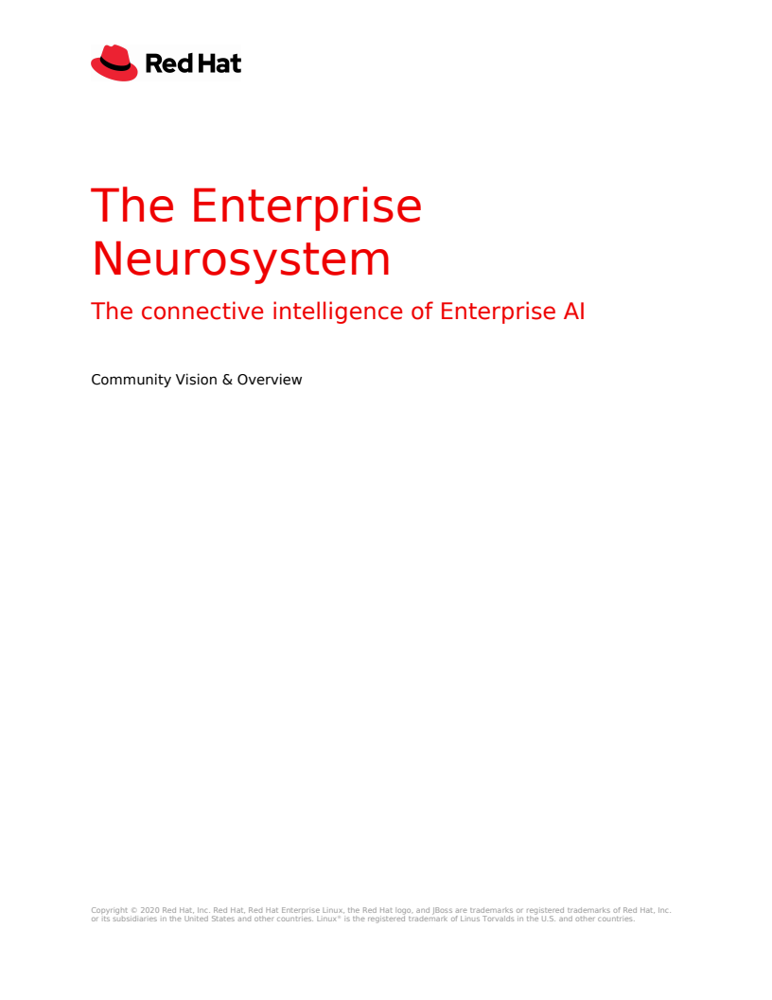 Red Hat
The Enterprise
Neurosystem
The connective intelligence of Enterprise AI
Community Vision & Overview
Copyright © 2020 Red Hat, Inc. Red Hat, Red Hat Enterprise Linux, the Red Hat logo, and JBoss are trademarks or registered trademarks of Red Hat, Inc.
or its subsidiaries in the United States and other countries. Linux® is the registered trademark of Linus Torvalds in the U.S. and other countries.